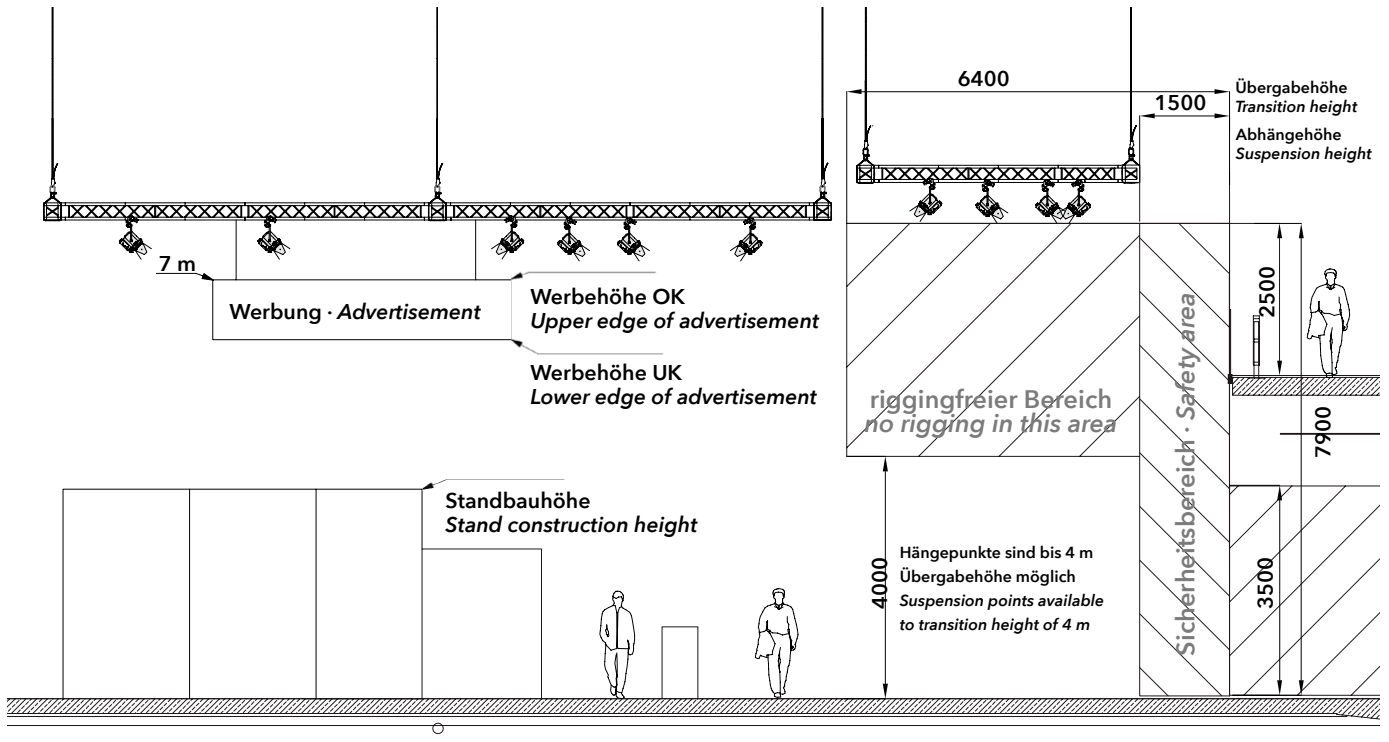 6400
1500
Übergabehöhe
Transition height
Abhängehöhe
Suspension height
7 m
Werbung · Advertisement
Werbehöhe OK
Upper edge of advertisement
Werbehöhe UK
Lower edge of advertisement
2500
riggingfreier Bereich
no rigging in this area
Sicherheitsbereich · Safety area
7900
Standbauhöhe
Stand construction height
4000
Hängepunkte sind bis 4 m
Übergabehöhe möglich
Suspension points available
to transition height of 4 m
3500